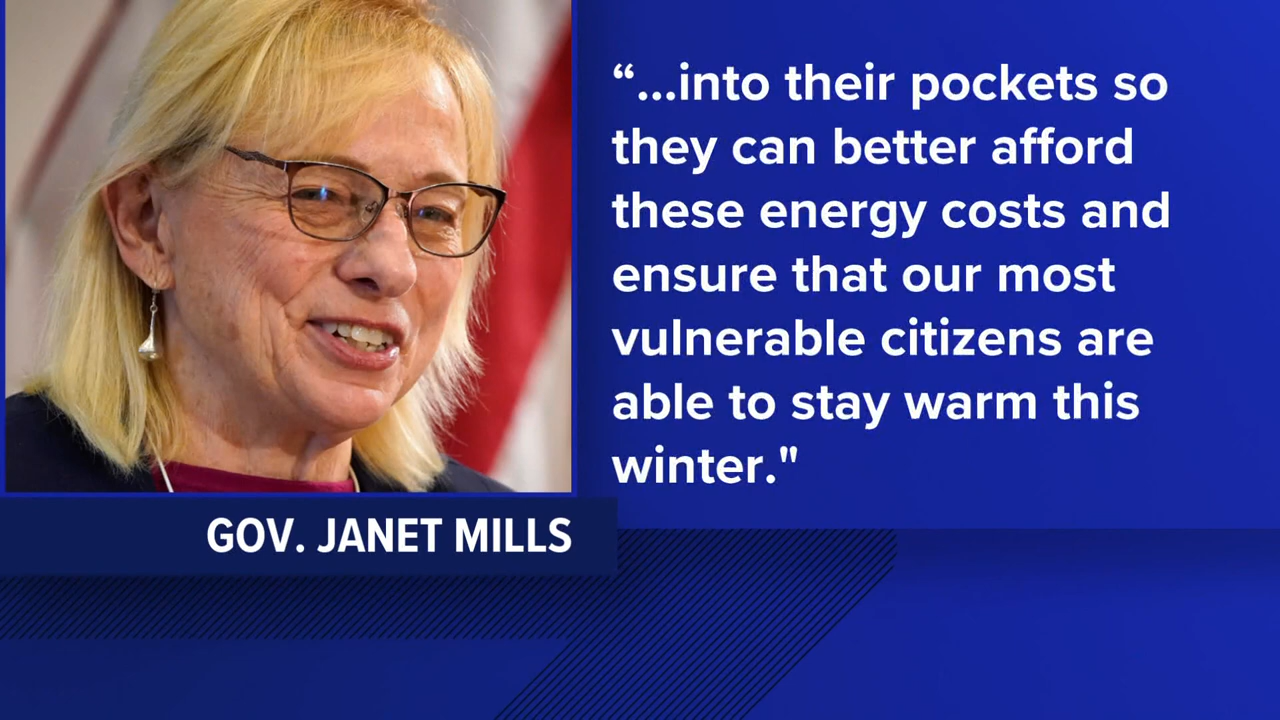 “...into their pockets so
they can better afford
these energy costs and
ensure that our most
vulnerable citizens are
able to stay warm this
winter."
GOV. JANET MILLS